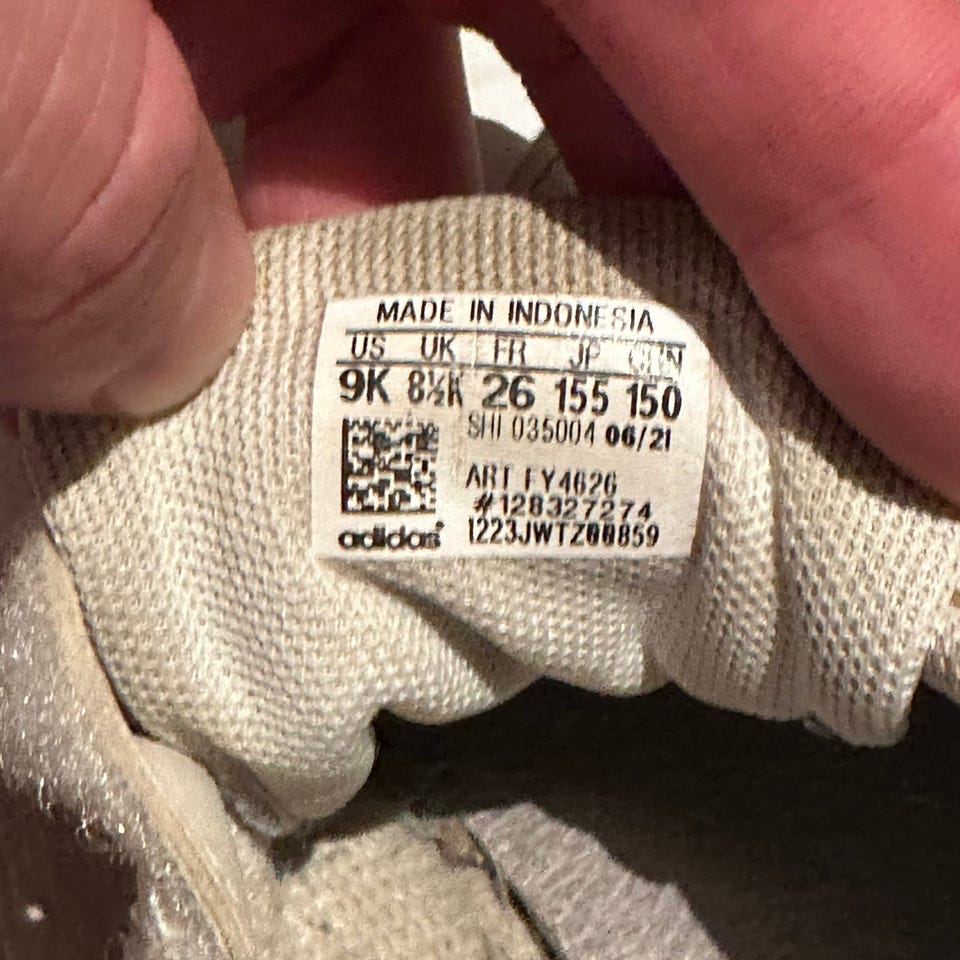 MADE IN INDONESIA
US UK FR JP CHN
9K 8½K 26 155 150
SHI 035004 06/21
ART FY4626
#128327274
adidas 1223JWTZ00859